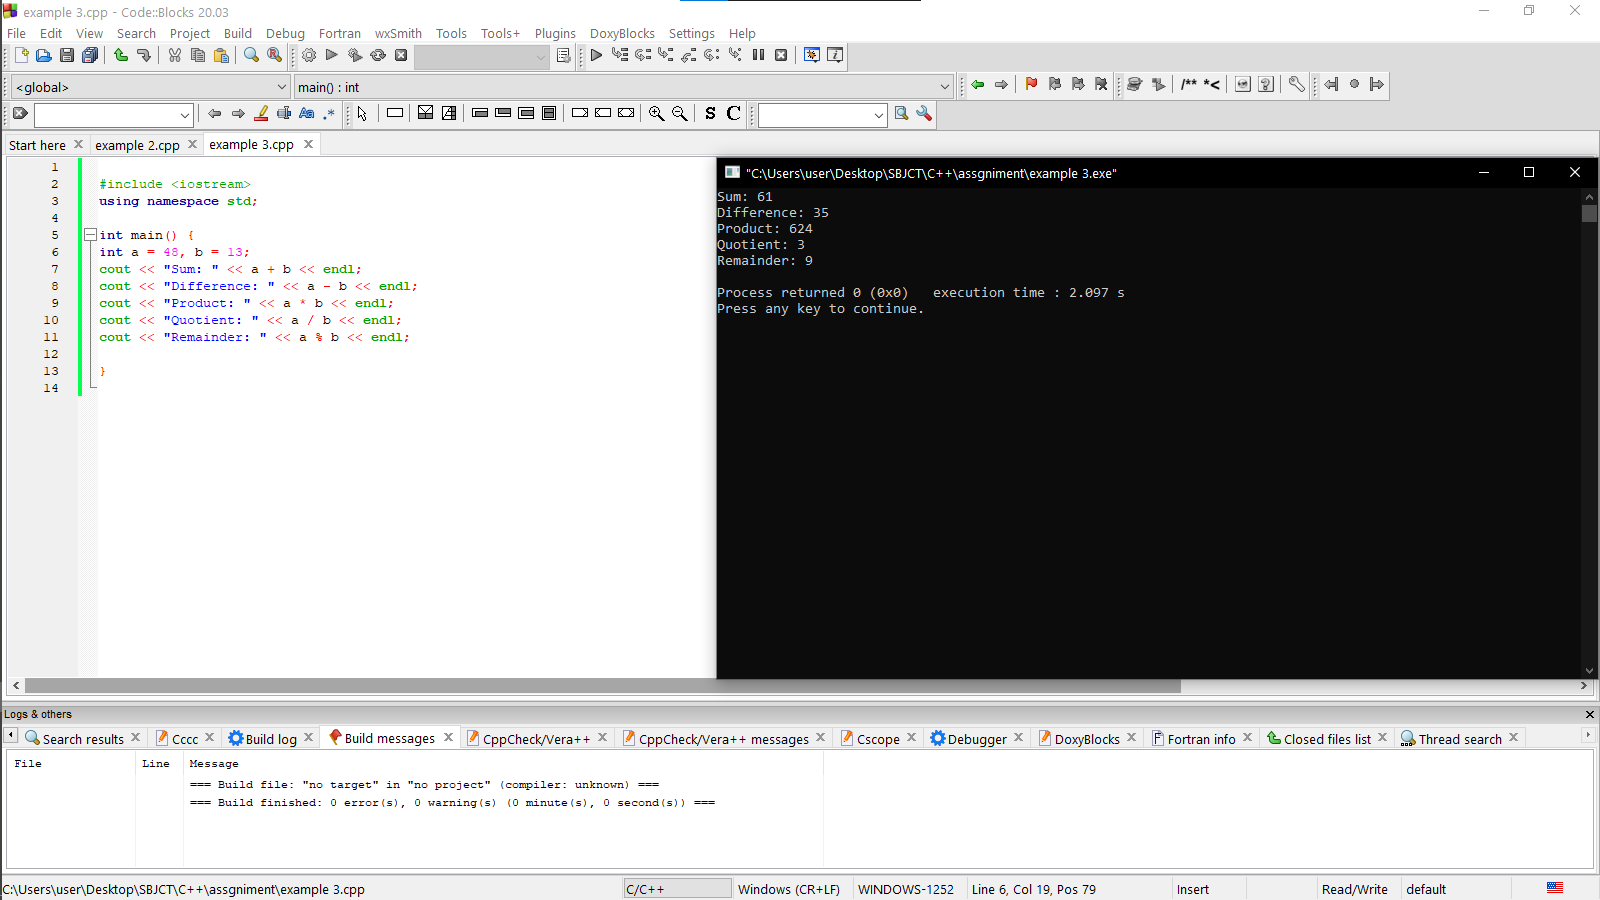 example 3.cpp - Code::Blocks 20.03
File Edit View Search Project Build Debug Fortran wxSmith Tools Tools+ Plugins DoxyBlocks Settings Help
<global> main() : int
/** *<
Aa .*
S C
Start here example 2.cpp example 3.cpp
1
2 #include <iostream>
3 using namespace std;
4
5 int main() {
6 int a = 48, b = 13;
7 cout << "Sum: " << a + b << endl;
8 cout << "Difference: " << a - b << endl;
9 cout << "Product: " << a * b << endl;
10 cout << "Quotient: " << a / b << endl;
11 cout << "Remainder: " << a % b << endl;
12
13 }
14
"C:\Users\user\Desktop\SBJCT\C++\assgniment\example 3.exe"
Sum: 61
Difference: 35
Product: 624
Quotient: 3
Remainder: 9
Process returned 0 (0x0) execution time : 2.097 s
Press any key to continue.
Logs & others
Search results Cccc Build log Build messages CppCheck/Vera++ CppCheck/Vera++ messages Cscope Debugger DoxyBlocks Fortran info Closed files list Thread search
File Line Message
=== Build file: "no target" in "no project" (compiler: unknown) ===
=== Build finished: 0 error(s), 0 warning(s) (0 minute(s), 0 second(s)) ===
C:\Users\user\Desktop\SBJCT\C++\assgniment\example 3.cpp C/C++ Windows (CR+LF) WINDOWS-1252 Line 6, Col 19, Pos 79 Insert Read/Write default